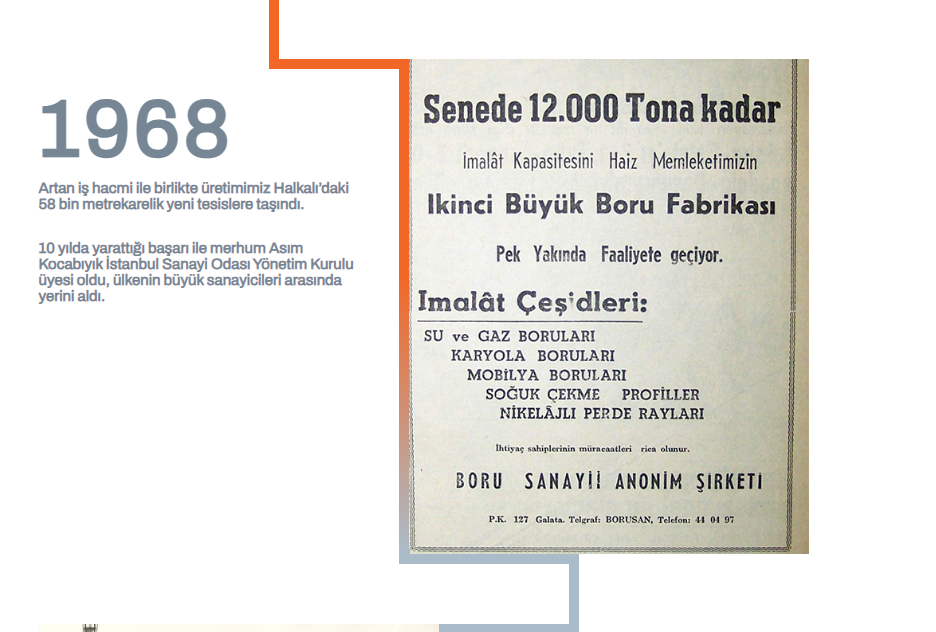 1968
Artan iş hacmi ile birlikte üretimimiz Halkalı'daki
58 bin metrekarelik yeni tesislere taşındı.
10 yılda yarattığı başarı ile merhum Asım
Kocabıyık İstanbul Sanayi Odası Yönetim Kurulu
üyesi oldu, ülkenin büyük sanayicileri arasında
yerini aldı.
Senede 12.000 Tona kadar
İmalât Kapasitesini Haiz Memleketimizin
Ikinci Büyük Boru Fabrikası
Pek Yakında Faaliyete geçiyor.
Imalât Çeşidleri:
SU ve GAZ BORULARI
KARYOLA BORULARI
MOBİLYA BORULARI
SOĞUK ÇEKME PROFİLLER
NİKELÂJLI PERDE RAYLARI
İhtiyaç sahiplerinin müracaatleri rica olunur.
BORU SANAYİİ ANONİM ŞİRKETİ
P.K. 127 Galata. Telgraf: BORUSAN, Telefon: 44 04 97